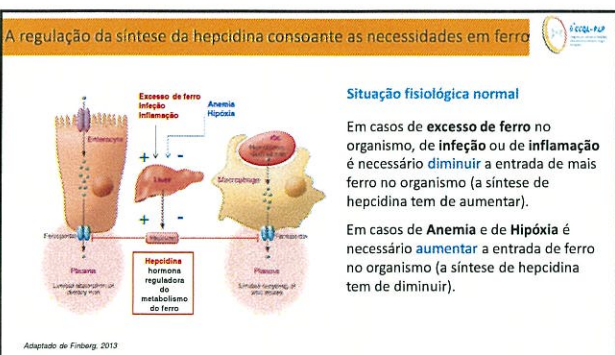 A regulação da síntese da hepcidina consoante as necessidades em ferro
Excesso de ferro
Infeção
Inflamação
Anemia
Hipóxia
Enterocyte
Liver
Macrophage
+ -
+ -
Plasma
Plasma
Hepcidina
hormona
reguladora
do
metabolismo
do ferro
Situação fisiológica normal
Em casos de excesso de ferro no
organismo, de infeção ou de inflamação
é necessário diminuir a entrada de mais
ferro no organismo (a síntese de
hepcidina tem de aumentar).
Em casos de Anemia e de Hipóxia é
necessário aumentar a entrada de ferro
no organismo (a síntese de hepcidina
tem de diminuir).
Adaptado de Finberg, 2013